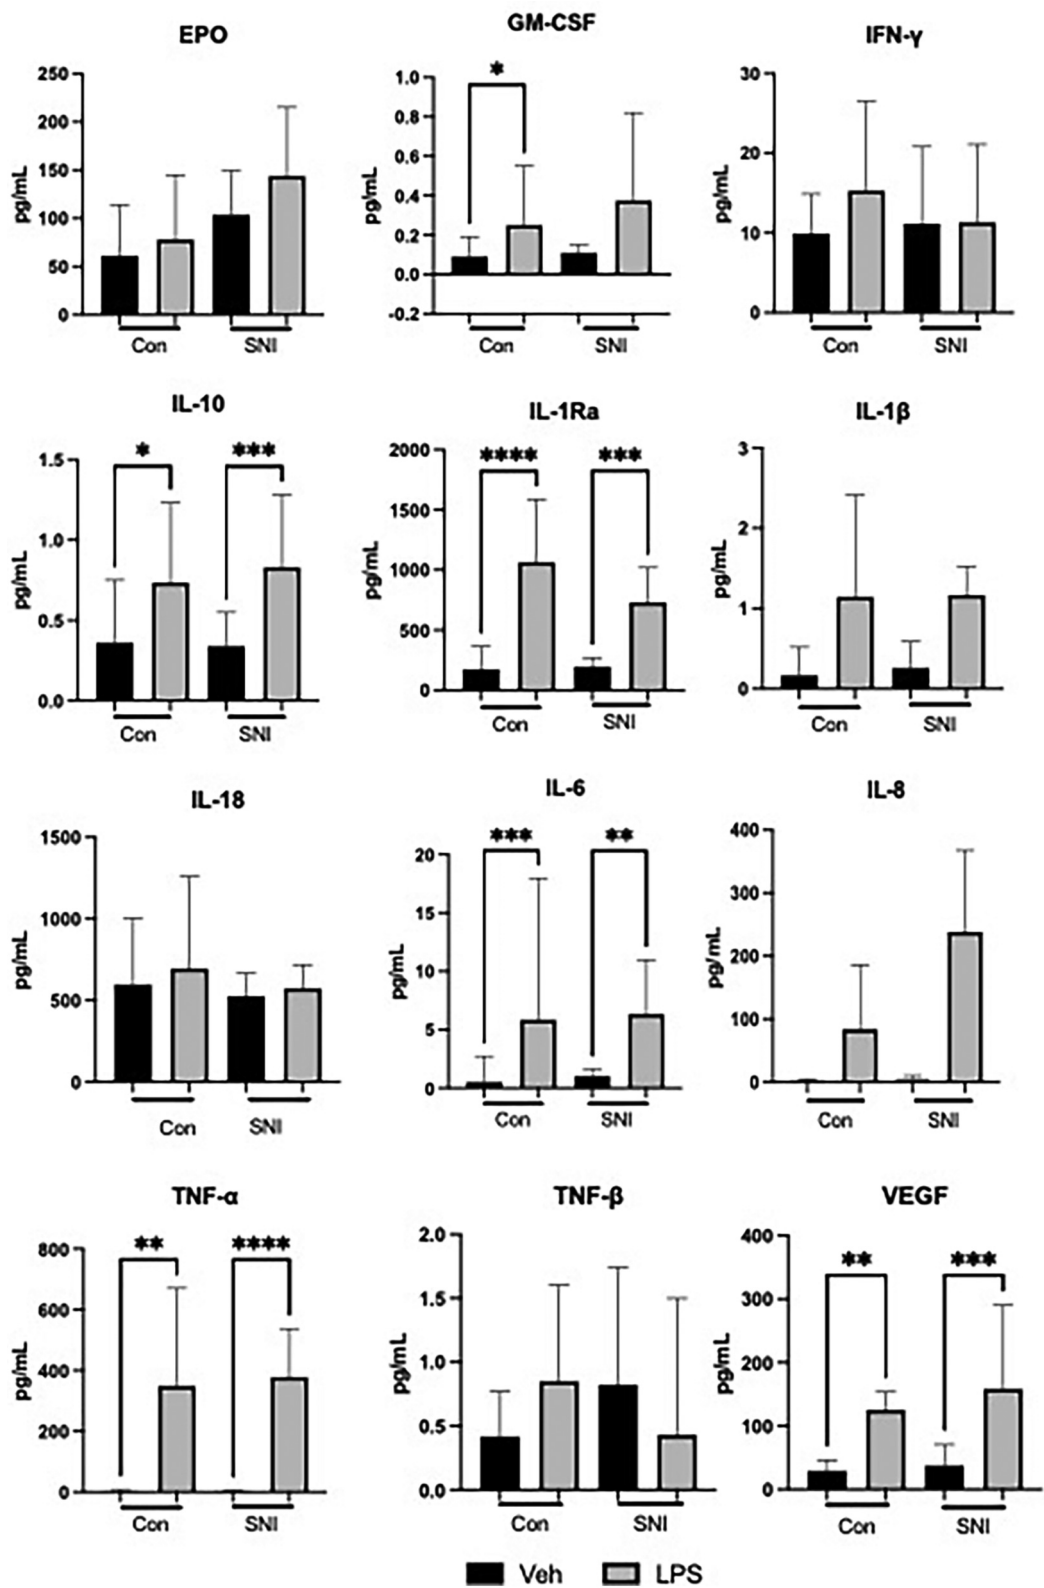 EPO
GM-CSF
IFN-γ
250
200
150
100
50
0
pg/mL
Con
SNI
1.0
0.8
0.6
0.4
0.2
0.0
-0.2
pg/mL
*
Con
SNI
30
20
10
0
pg/mL
Con
SNI
IL-10
IL-1Ra
IL-1β
1.5
1.0
0.5
0.0
pg/mL
*
***
Con
SNI
2000
1500
1000
500
0
pg/mL
****
***
Con
SNI
3
2
1
0
pg/mL
Con
SNI
IL-18
IL-6
IL-8
1500
1000
500
0
pg/mL
Con
SNI
20
15
10
5
0
pg/mL
***
**
Con
SNI
400
300
200
100
0
pg/mL
Con
SNI
TNF-α
TNF-β
VEGF
800
600
400
200
0
pg/mL
**
****
Con
SNI
2.0
1.5
1.0
0.5
0.0
pg/mL
Con
SNI
400
300
200
100
0
pg/mL
**
***
Con
SNI
Veh
LPS